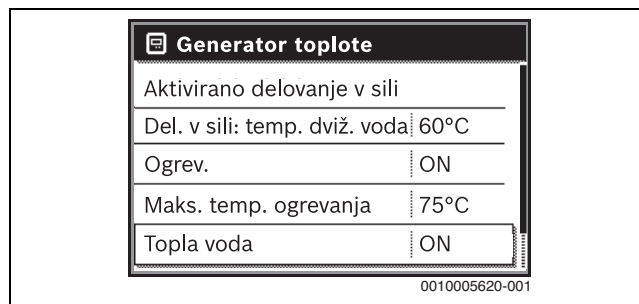 Generator toplote
Aktivirano delovanje v sili
Del. v sili: temp. dviž. voda 60°C
Ogrev. ON
Maks. temp. ogrevanja 75°C
Topla voda ON
0010005620-001